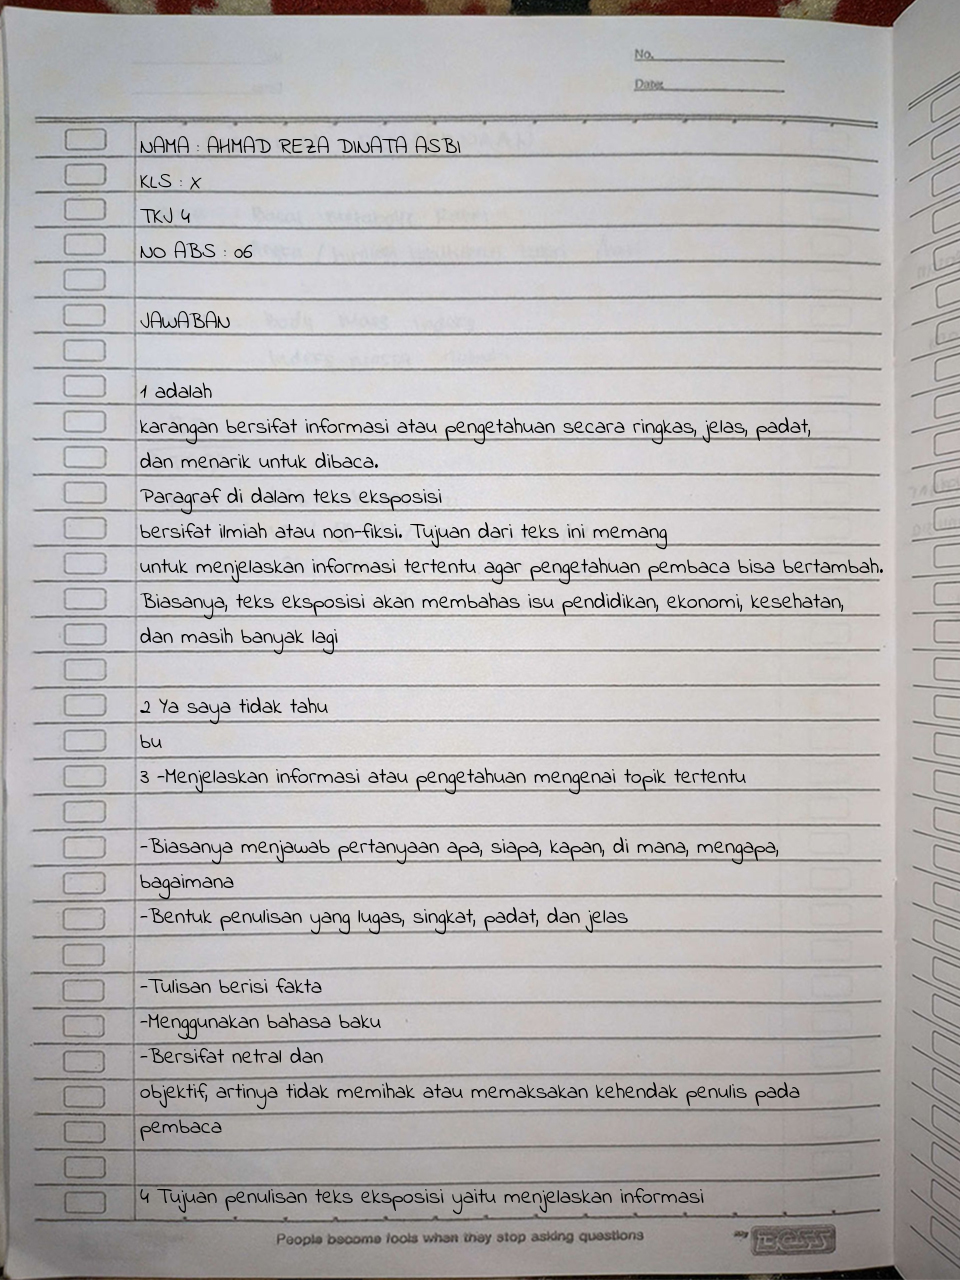 No.
Date:
NAMA : AHMAD REZA DINATA ASBI
KLS : X
TKJ 4
NO ABS : 06
JAWABAN
1 adalah
karangan bersifat informasi atau pengetahuan secara ringkas, jelas, padat,
dan menarik untuk dibaca.
Paragraf di dalam teks eksposisi
bersifat ilmiah atau non-fiksi. Tujuan dari teks ini memang
untuk menjelaskan informasi tertentu agar pengetahuan pembaca bisa bertambah.
Biasanya, teks eksposisi akan membahas isu pendidikan, ekonomi, kesehatan,
dan masih banyak lagi
2 Ya saya tidak tahu
bu
3 -Menjelaskan informasi atau pengetahuan mengenai topik tertentu
-Biasanya menjawab pertanyaan apa, siapa, kapan, di mana, mengapa,
bagaimana
-Bentuk penulisan yang lugas, singkat, padat, dan jelas
-Tulisan berisi fakta
-Menggunakan bahasa baku
-Bersifat netral dan
objektif, artinya tidak memihak atau memaksakan kehendak penulis pada
pembaca
4 Tujuan penulisan teks eksposisi yaitu menjelaskan informasi
People become fools when they stop asking questions
my BOSS